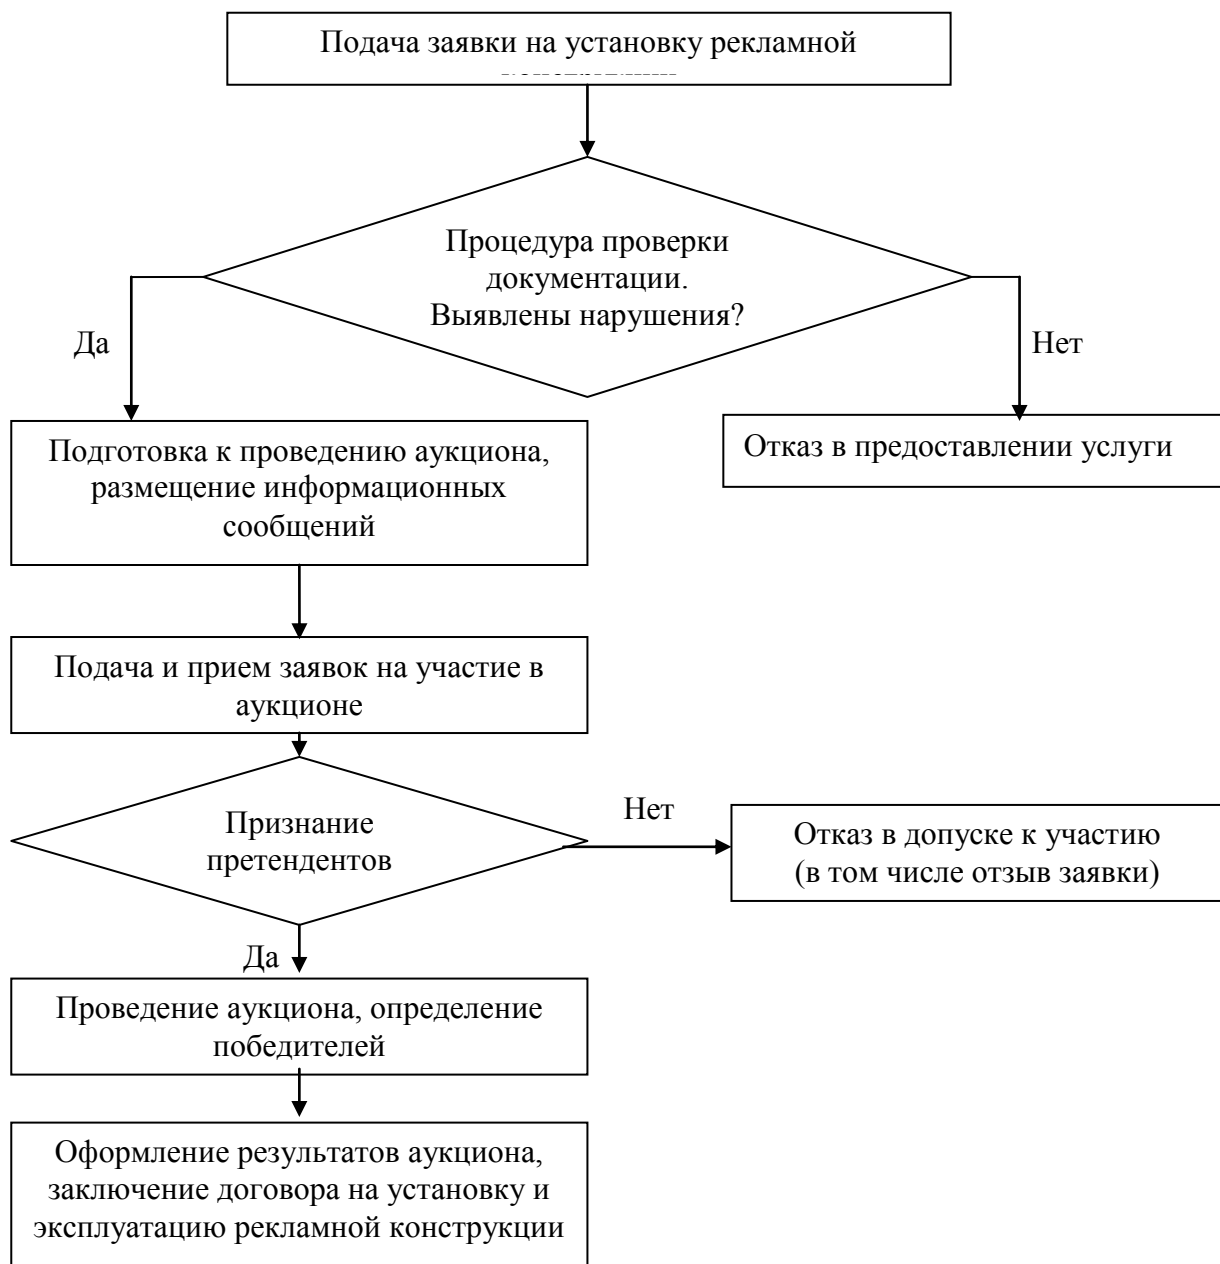 Подача заявки на установку рекламной
Процедура проверки
документации.
Выявлены нарушения?
Да
Нет
Подготовка к проведению аукциона,
размещение информационных
сообщений
Отказ в предоставлении услуги
Подача и прием заявок на участие в
аукционе
Признание
претендентов
Нет
Отказ в допуске к участию
(в том числе отзыв заявки)
Да
Проведение аукциона, определение
победителей
Оформление результатов аукциона,
заключение договора на установку и
эксплуатацию рекламной конструкции